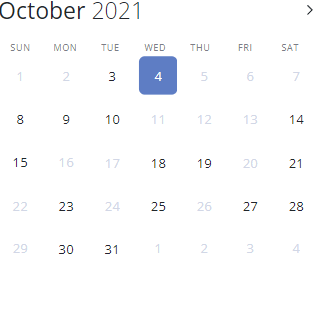 October 2021
SUN MON TUE WED THU FRI SAT
1 2 3 4 5 6 7
8 9 10 11 12 13 14
15 16 17 18 19 20 21
22 23 24 25 26 27 28
29 30 31 1 2 3 4